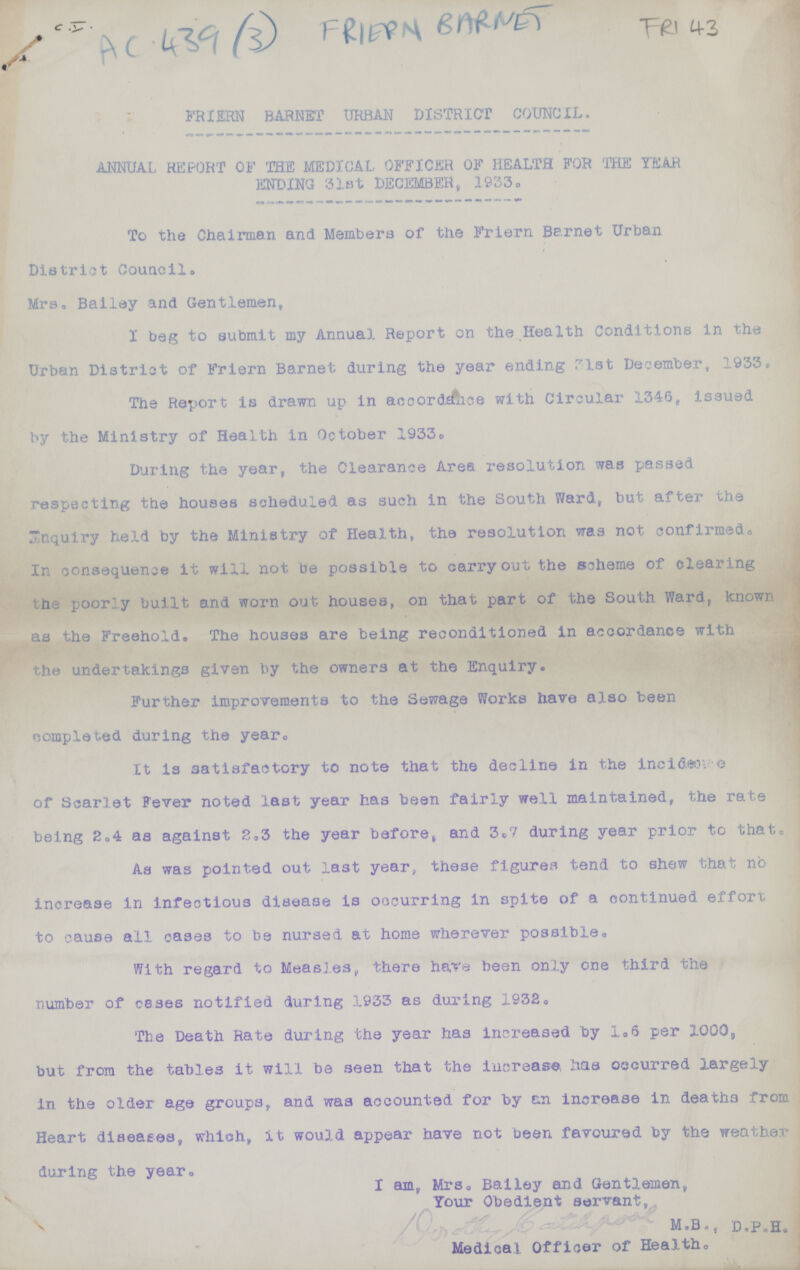 C.I.
AC 439 (3) FRIERN BARNET FRI 43
FRIERN BARNET URBAN DISTRICT COUNCIL.
ANNUAL REPORT OF THE MEDICAL OFFICER OF HEALTH FOR THE YEAR
ENDING 31st DECEMBER, 1933.
To the Chairman and Members of the Friern Barnet Urban
District Council.
Mrs. Bailey and Gentlemen,
I beg to submit my Annual Report on the Health Conditions in the
Urban District of Friern Barnet during the year ending 31st December, 1933.
The Report is drawn up in accordance with Circular 1346, issued
by the Ministry of Health in October 1933.
During the year, the Clearance Area resolution was passed
respecting the houses scheduled as such in the South Ward, but after the
Inquiry held by the Ministry of Health, the resolution was not confirmed.
In consequence it will not be possible to carry out the scheme of clearing
the poorly built and worn out houses, on that part of the South Ward, known
as the Freehold. The houses are being reconditioned in accordance with
the undertakings given by the owners at the Enquiry.
Further improvements to the Sewage Works have also been
completed during the year.
It is satisfactory to note that the decline in the incidence
of Scarlet Fever noted last year has been fairly well maintained, the rate
being 2.4 as against 2.3 the year before, and 3.7 during year prior to that.
As was pointed out last year, these figures tend to shew that no
increase in infectious disease is occurring in spite of a continued effort
to cause all cases to be nursed at home wherever possible.
With regard to Measles, there have been only one third the
number of cases notified during 1933 as during 1932.
The Death Rate during the year has increased by 1.6 per 1000,
but from the tables it will be seen that the increase has occurred largely
in the older age groups, and was accounted for by an increase in deaths from
Heart diseases, which, it would appear have not been favoured by the weather
during the year.
I am, Mrs. Bailey and Gentlemen,
Your Obedient servant,
Dorothy Catchpool M.B., D.P.H.
Medical Officer of Health.